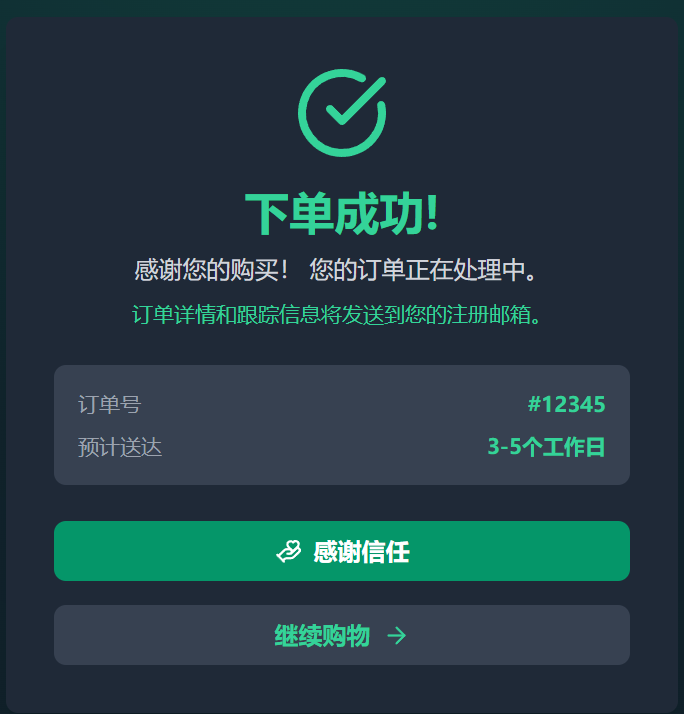 下单成功!
感谢您的购买！ 您的订单正在处理中。
订单详情和跟踪信息将发送到您的注册邮箱。
订单号 #12345
预计送达 3-5个工作日
感谢信任
继续购物 →